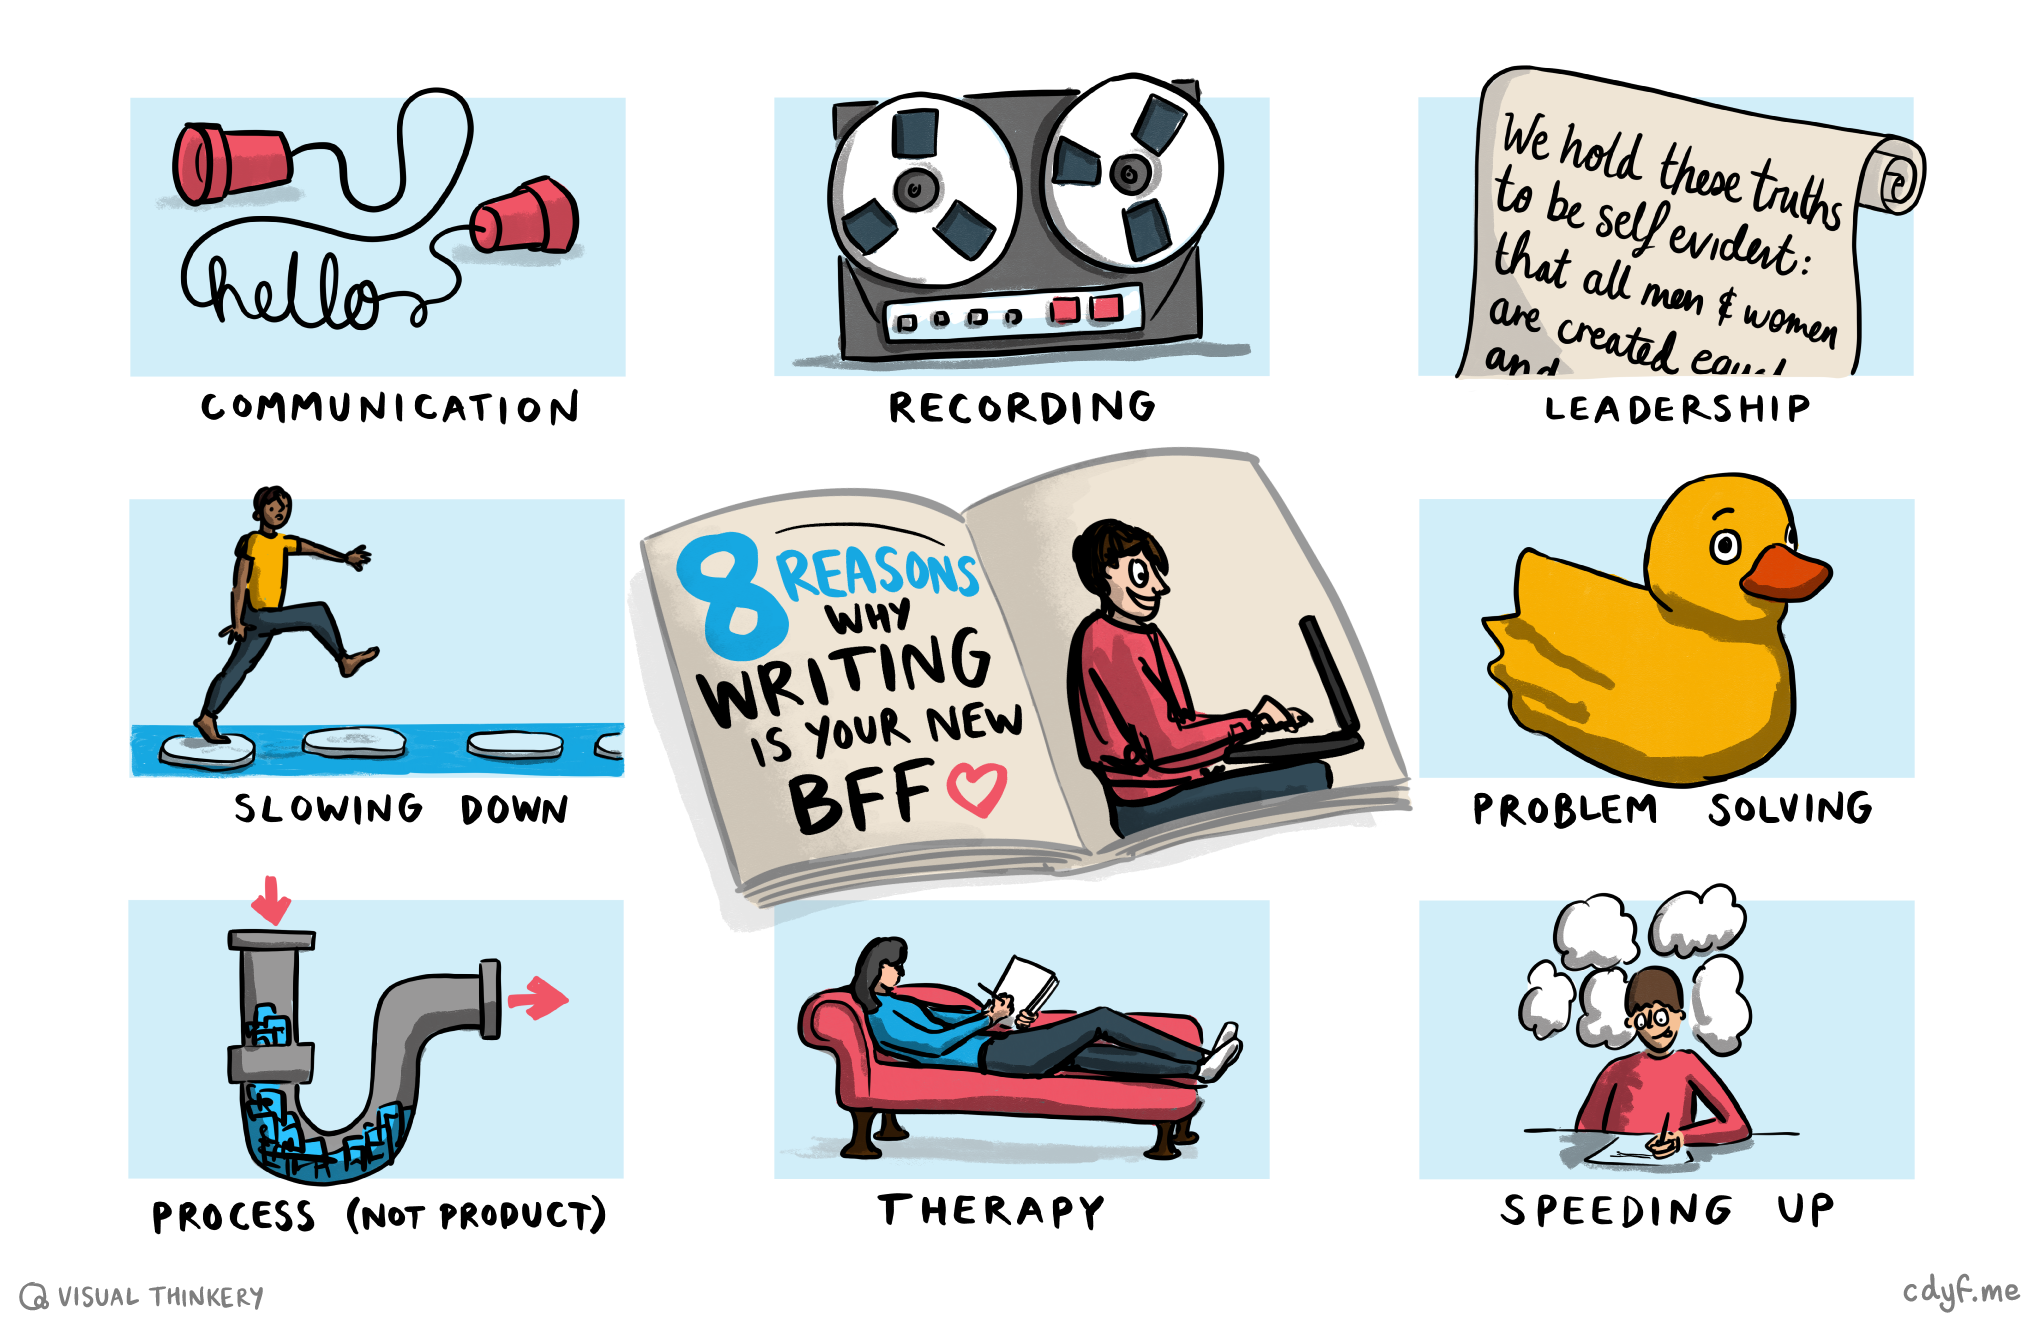 hello
COMMUNICATION
RECORDING
We hold these truths
to be self evident:
that all men & women
are created equal
and
LEADERSHIP
SLOWING DOWN
8 REASONS
WHY
WRITING
IS YOUR NEW
BFF
PROBLEM SOLVING
PROCESS (NOT PRODUCT)
THERAPY
SPEEDING UP
VISUAL THINKERY
cdyf.me